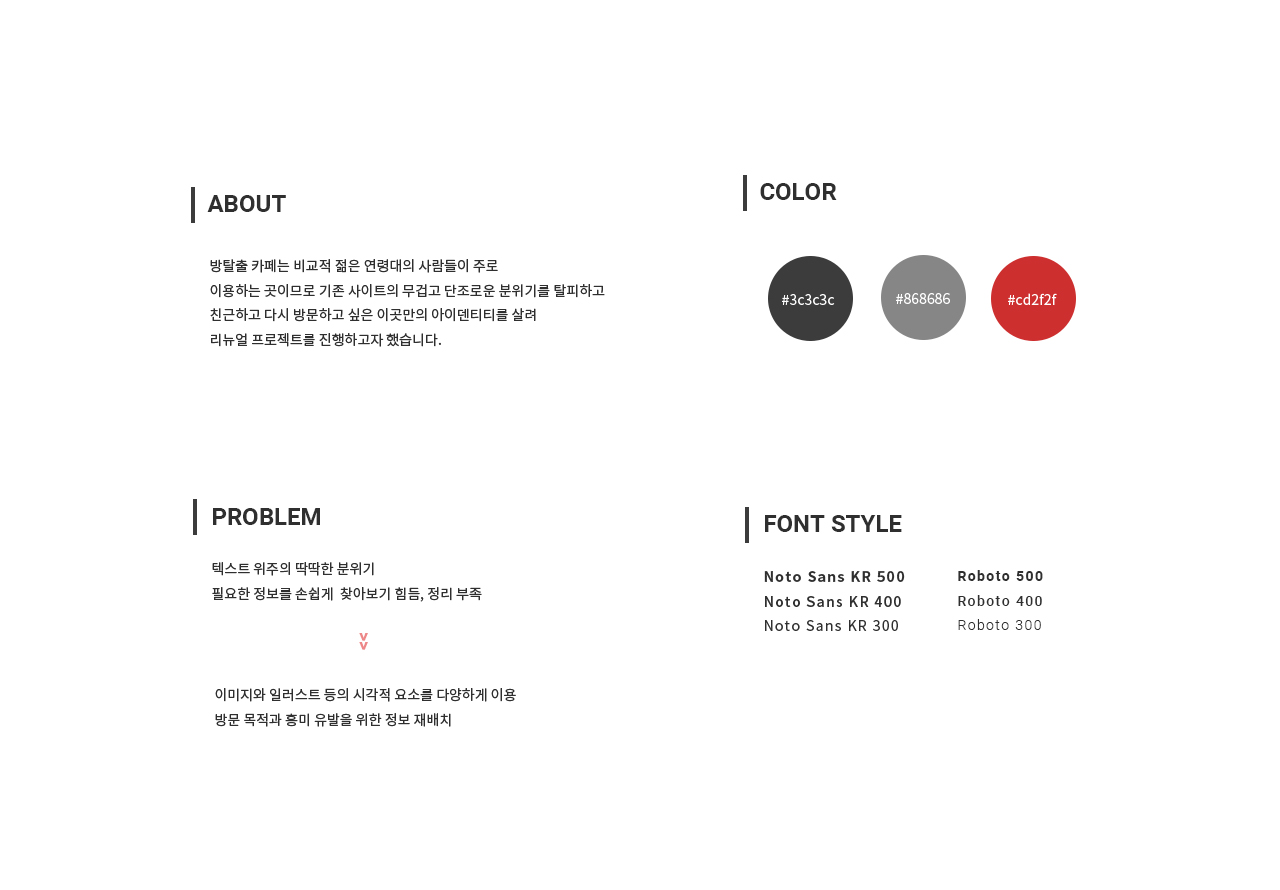 ABOUT
방탈출 카페는 비교적 젊은 연령대의 사람들이 주로
이용하는 곳이므로 기존 사이트의 무겁고 단조로운 분위기를 탈피하고
친근하고 다시 방문하고 싶은 이곳만의 아이덴티티를 살려
리뉴얼 프로젝트를 진행하고자 했습니다.
COLOR
#3c3c3c
#868686
#cd2f2f
PROBLEM
텍스트 위주의 딱딱한 분위기
필요한 정보를 손쉽게 찾아보기 힘듬, 정리 부족
이미지와 일러스트 등의 시각적 요소를 다양하게 이용
방문 목적과 흥미 유발을 위한 정보 재배치
FONT STYLE
Noto Sans KR 500
Noto Sans KR 400
Noto Sans KR 300
Roboto 500
Roboto 400
Roboto 300